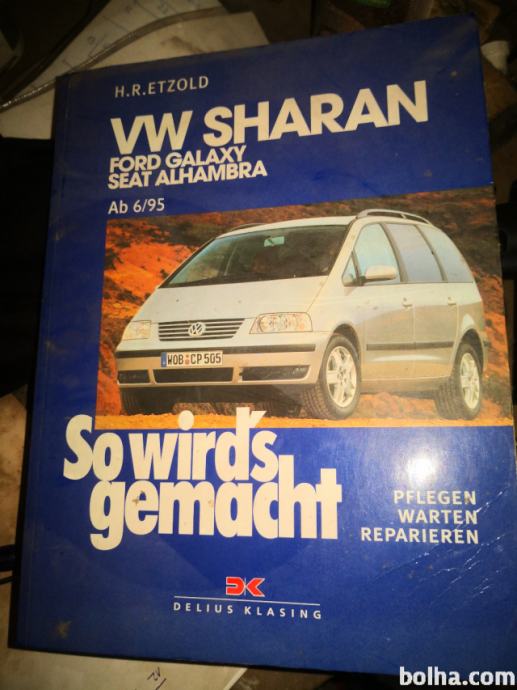 H.R.ETZOLD
VW SHARAN
FORD GALAXY
SEAT ALHAMBRA
Ab 6/95
WOB CP 505
So wird's
gemacht
PFLEGEN
WARTEN
REPARIEREN
DK
DELIUS KLASING
bolha.com